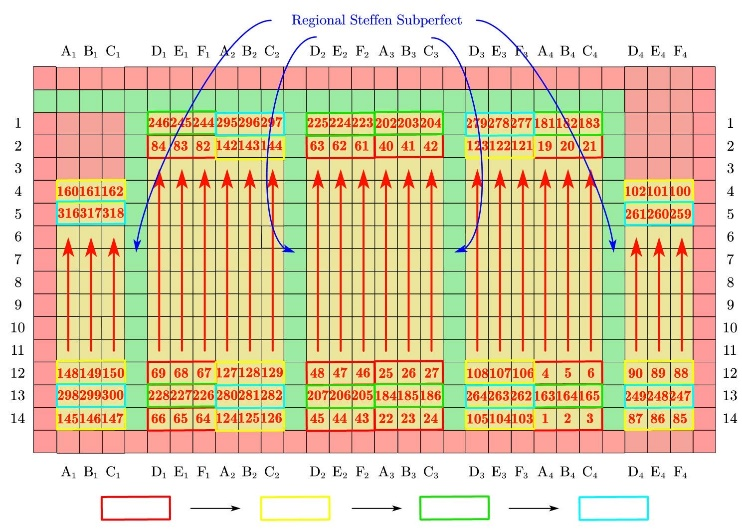 Regional Steffen Subperfect
A₁ B₁ C₁ D₁ E₁ F₁ A₂ B₂ C₂ D₂ E₂ F₂ A₃ B₃ C₃ D₃ E₃ F₃ A₄ B₄ C₄ D₄ E₄ F₄
1 246 245 244 295 296 297 225 224 223 202 203 204 279 278 277 181 182 183 1
2 84 83 82 142 143 144 63 62 61 40 41 42 123 122 121 19 20 21 2
3 3
4 160 161 162 102 101 100 4
5 316 317 318 261 260 259 5
6 6
7 7
8 8
9 9
10 10
11 11
12 148 149 150 69 68 67 127 128 129 48 47 46 25 26 27 108 107 106 4 5 6 90 89 88 12
13 298 299 300 228 227 226 280 281 282 207 206 205 184 185 186 264 263 262 163 164 165 249 248 247 13
14 145 146 147 66 65 64 124 125 126 45 44 43 22 23 24 105 104 103 1 2 3 87 86 85 14
A₁ B₁ C₁ D₁ E₁ F₁ A₂ B₂ C₂ D₂ E₂ F₂ A₃ B₃ C₃ D₃ E₃ F₃ A₄ B₄ C₄ D₄ E₄ F₄